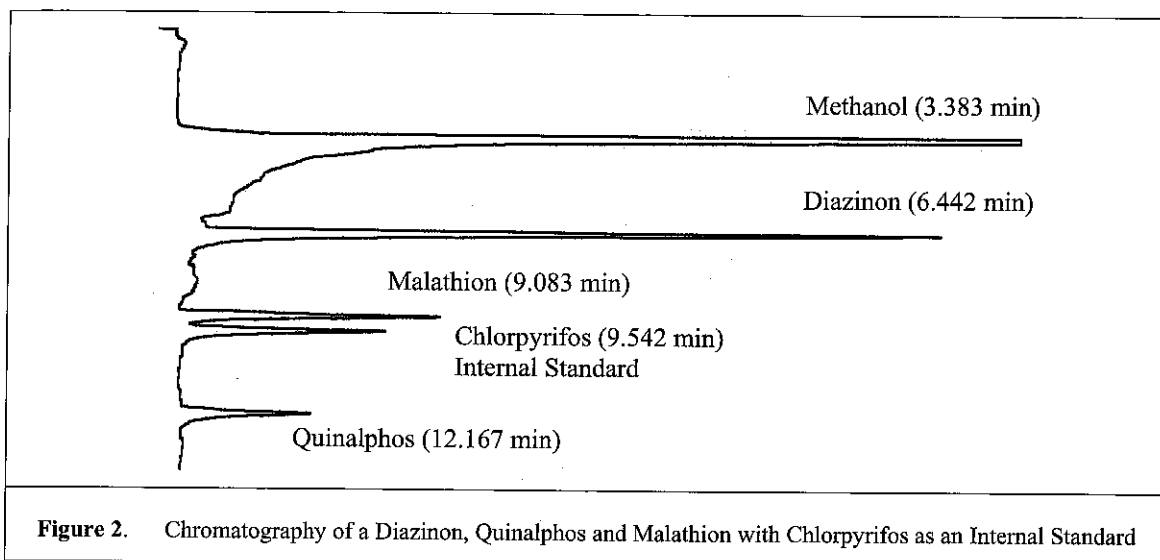 Methanol (3.383 min)
Diazinon (6.442 min)
Malathion (9.083 min)
Chlorpyrifos (9.542 min)
Internal Standard
Quinalphos (12.167 min)
Figure 2. Chromatography of a Diazinon, Quinalphos and Malathion with Chlorpyrifos as an Internal Standard